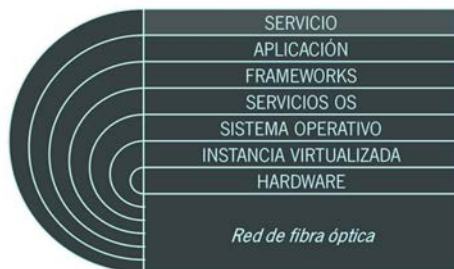 SERVICIO
APLICACIÓN
FRAMEWORKS
SERVICIOS OS
SISTEMA OPERATIVO
INSTANCIA VIRTUALIZADA
HARDWARE
Red de fibra óptica